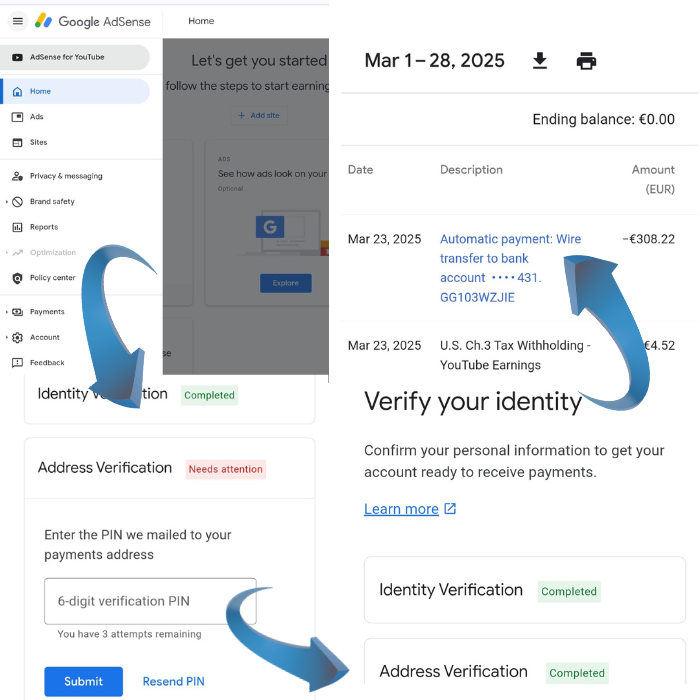 Google AdSense
Home
AdSense for YouTube
Home
Ads
Sites
Privacy & messaging
Brand safety
Reports
Optimization
Policy center
Payments
Account
Feedback
Let's get you started
follow the steps to start earning
+ Add site
ADS
See how ads look on your
Optional
G
Explore
se
Identity tion
Completed
Address Verification
Needs attention
Enter the PIN we mailed to your
payments address
6-digit verification PIN
You have 3 attempts remaining
Submit
Resend PIN
Mar 1 – 28, 2025
Ending balance: €0.00
Date
Description
Amount
(EUR)
Mar 23, 2025
Automatic payment: Wire
transfer to bank
account •••• 431.
GG103WZJIE
−€308.22
Mar 23, 2025
U.S. Ch.3 Tax Withholding -
YouTube Earnings
€4.52
Verify your identity
Confirm your personal information to get your
account ready to receive payments.
Learn more
Identity Verification
Completed
Address Verification
Completed